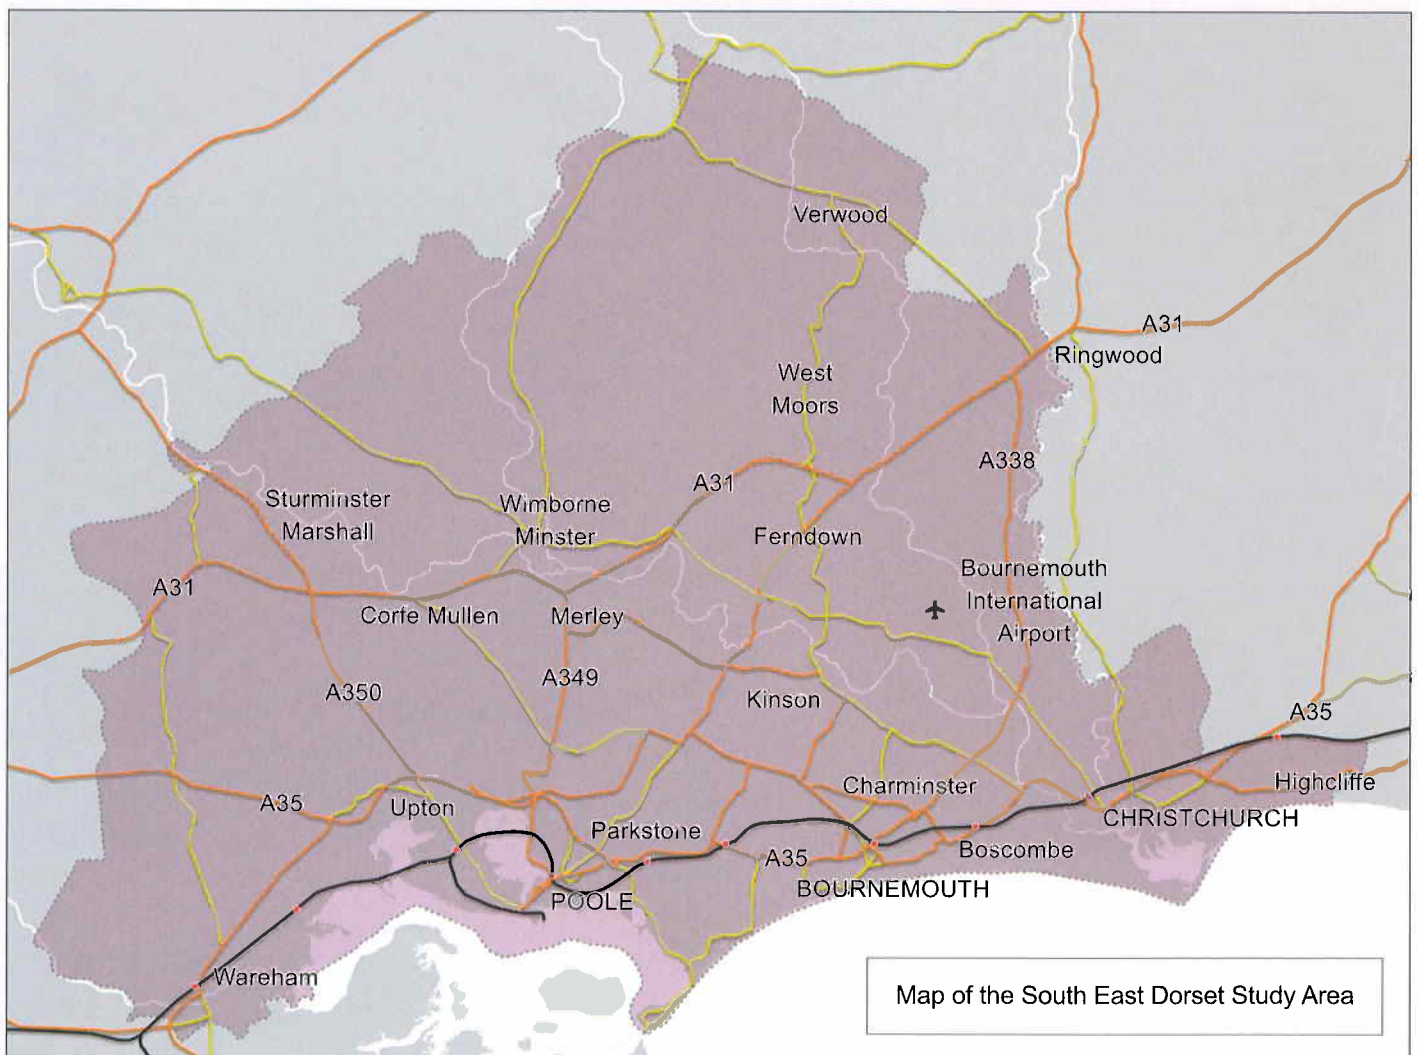 Verwood
A31
Ringwood
West
Moors
A338
A31
Sturminster
Marshall
Wimborne
Minster
Ferndown
Bournemouth
International
Airport
A31
Corfe Mullen
Merley
A350
A349
Kinson
A35
Highcliffe
A35
Upton
Charminster
CHRISTCHURCH
Parkstone
A35
Boscombe
POOLE
BOURNEMOUTH
Wareham
Map of the South East Dorset Study Area